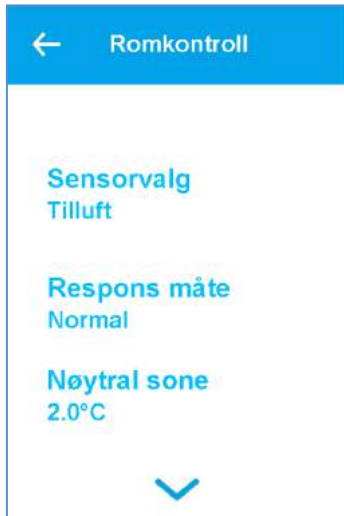 Romkontroll
Sensorvalg
Tilluft
Respons måte
Normal
Nøytral sone
2.0°C